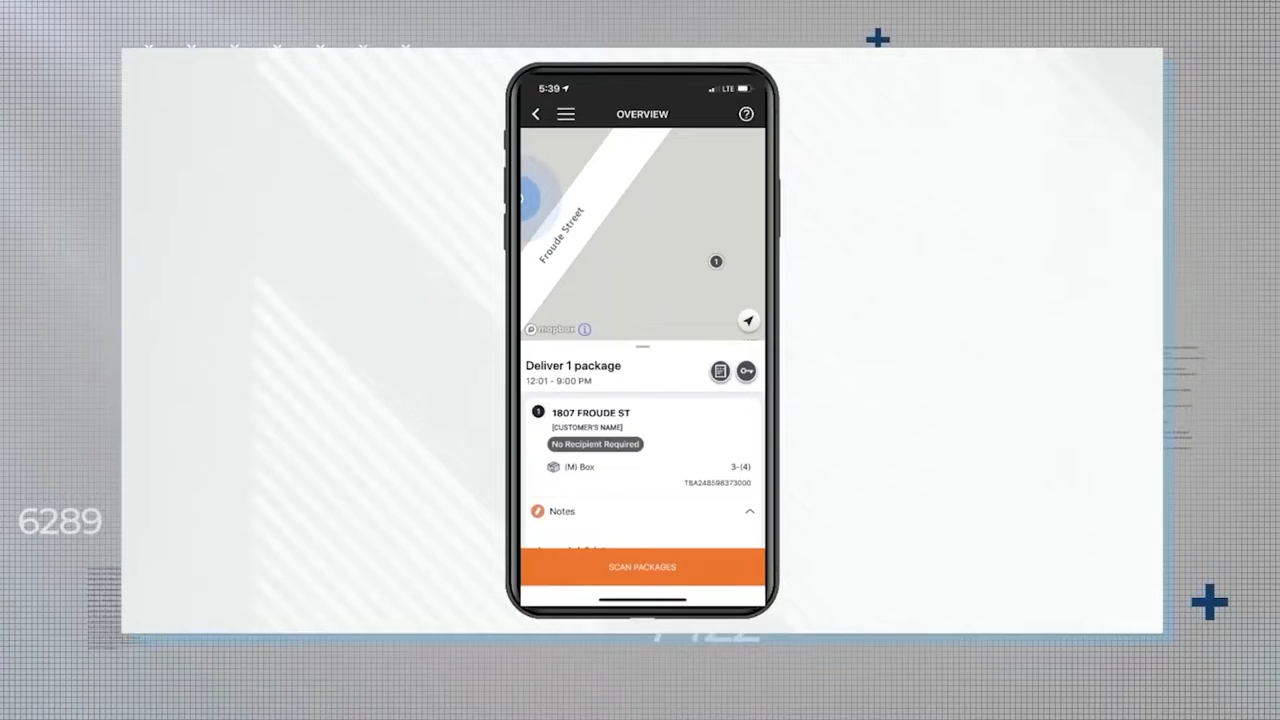 5:39
LTE
OVERVIEW
Froude Street
1
mapbox
Deliver 1 package
12:01 - 9:00 PM
1 1807 FROUDE ST
[CUSTOMER'S NAME]
No Recipient Required
(M) Box 3-(4)
TBA248598373000
Notes
SCAN PACKAGES
6289